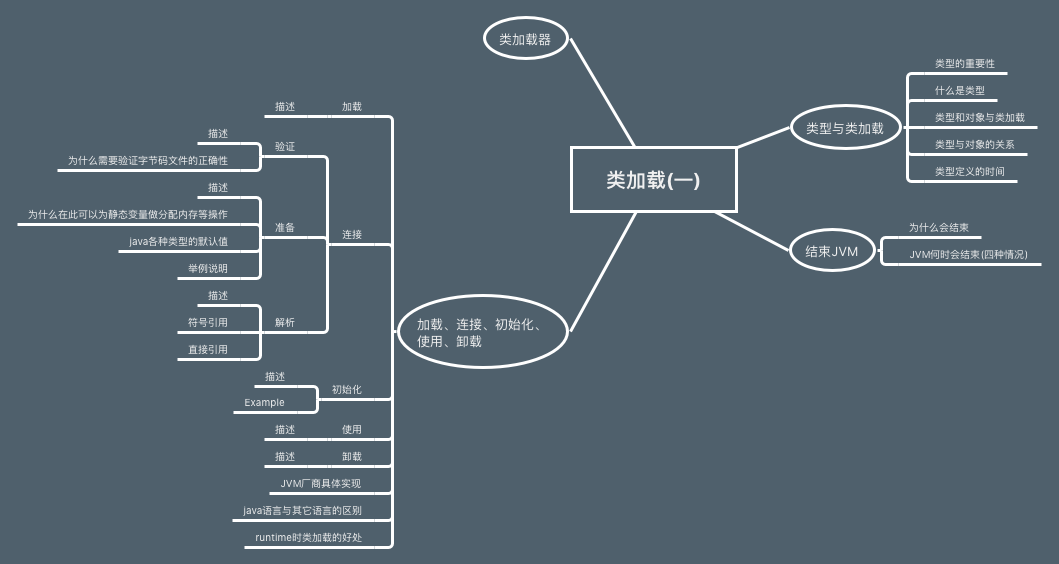 类加载(一)
类加载器
类型与类加载
类型的重要性
什么是类型
类型和对象与类加载
类型与对象的关系
类型定义的时间
结束JVM
为什么会结束
JVM何时会结束(四种情况)
加载、连接、初始化、
使用、卸载
加载
描述
连接
验证
描述
为什么需要验证字节码文件的正确性
准备
描述
为什么在此可以为静态变量做分配内存等操作
java各种类型的默认值
举例说明
解析
描述
符号引用
直接引用
初始化
描述
Example
使用
描述
卸载
描述
JVM厂商具体实现
java语言与其它语言的区别
runtime时类加载的好处